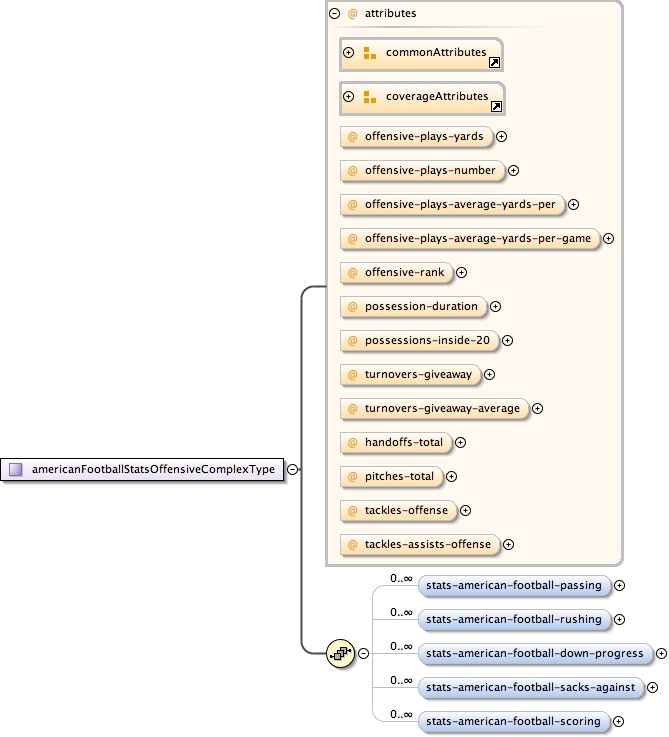 @ attributes
commonAttributes
coverageAttributes
@ offensive-plays-yards
@ offensive-plays-number
@ offensive-plays-average-yards-per
@ offensive-plays-average-yards-per-game
@ offensive-rank
@ possession-duration
@ possessions-inside-20
@ turnovers-giveaway
@ turnovers-giveaway-average
@ handoffs-total
americanFootballStatsOffensiveComplexType
@ pitches-total
@ tackles-offense
@ tackles-assists-offense
0..∞ stats-american-football-passing
0..∞ stats-american-football-rushing
0..∞ stats-american-football-down-progress
0..∞ stats-american-football-sacks-against
0..∞ stats-american-football-scoring